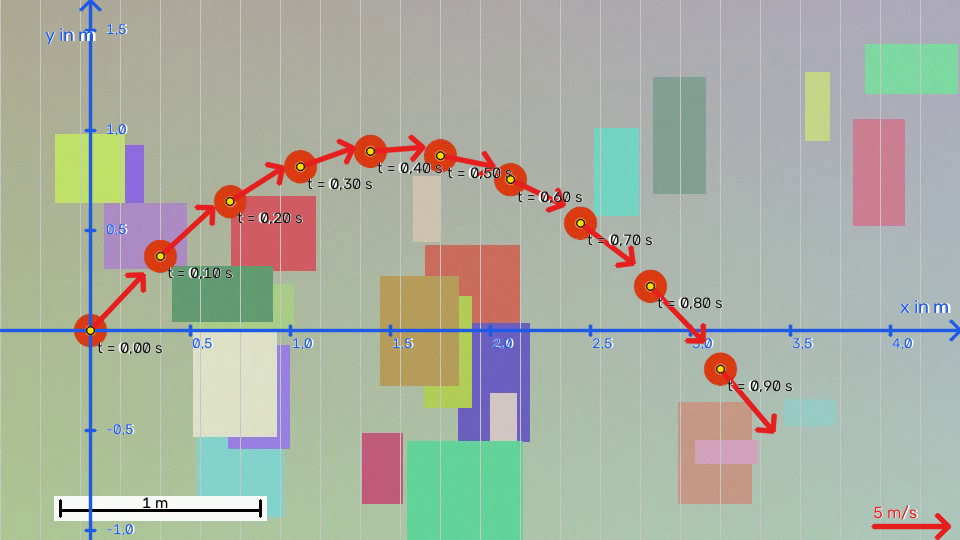 1,5
y in m
1,0
t = 0,40 s
t = 0,50 s
t = 0,30 s
t = 0,60 s
t = 0,20 s
0,5
t = 0,70 s
t = 0,10 s
t = 0,80 s
x in m
t = 0,00 s
0,5
1,0
1,5
2,0
2,5
3,0
3,5
4,0
t = 0,90 s
-0,5
1 m
5 m/s
-1,0